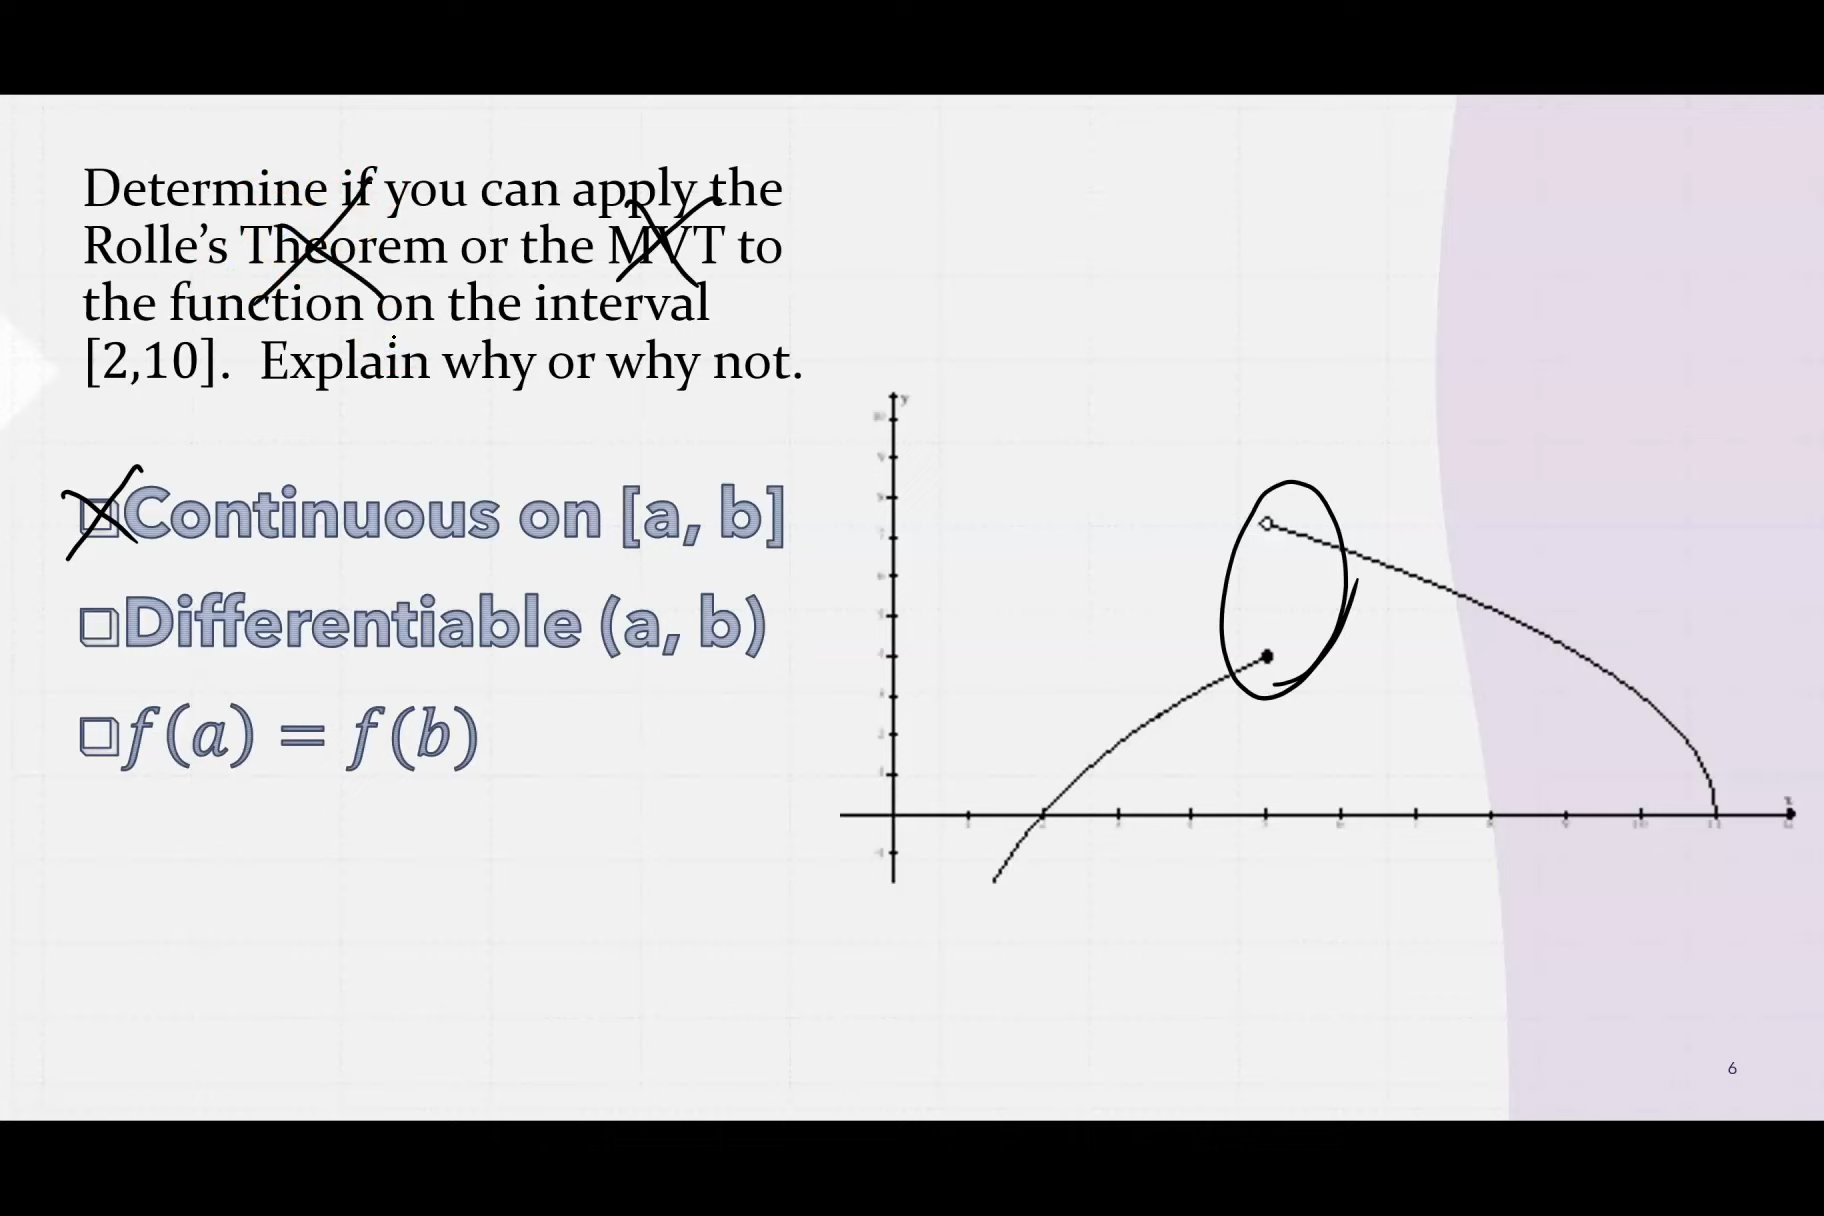 Determine if you can apply the
Rolle’s Theorem or the MVT to
the function on the interval
[2,10].  Explain why or why not.
Continuous on [a, b]
Differentiable (a, b)
f(a) = f(b)
y
x
6